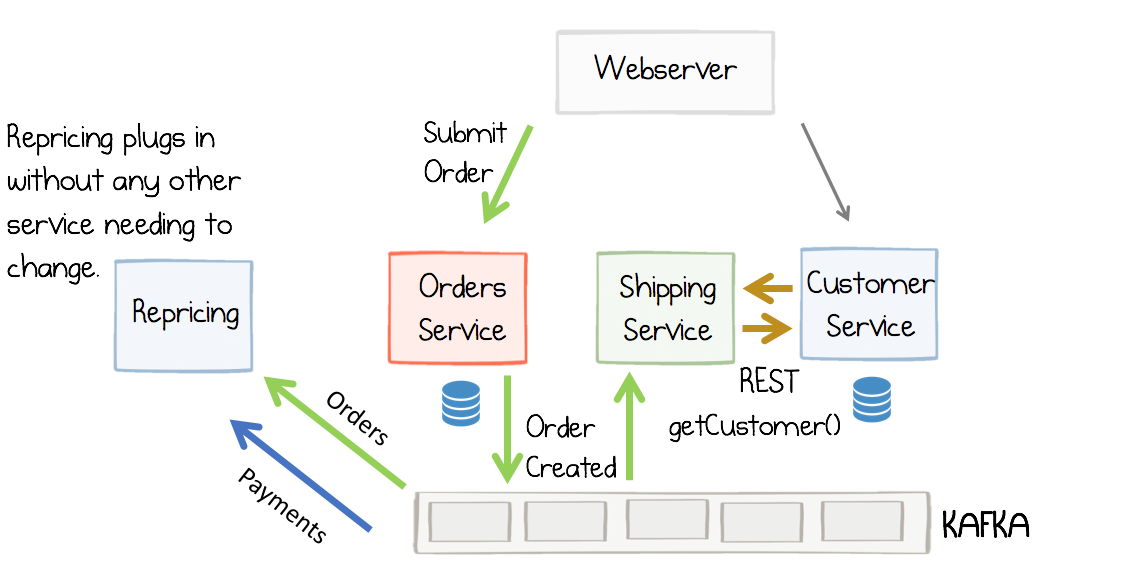 Webserver
Submit
Order
Repricing plugs in
without any other
service needing to
change.
Repricing
Orders
Service
Shipping
Service
Customer
Service
REST
getCustomer()
Orders
Payments
Order
Created
KAFKA